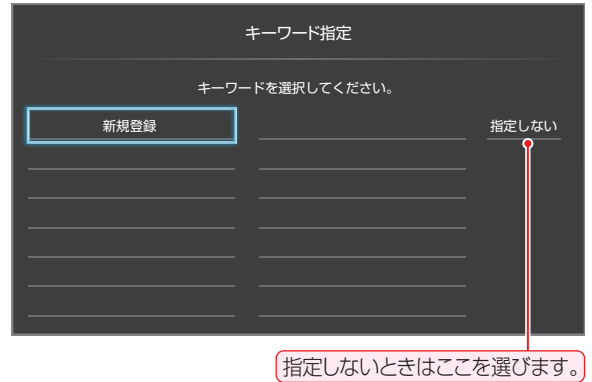 キーワード指定
キーワードを選択してください。
新規登録
指定しない
指定しないときはここを選びます。